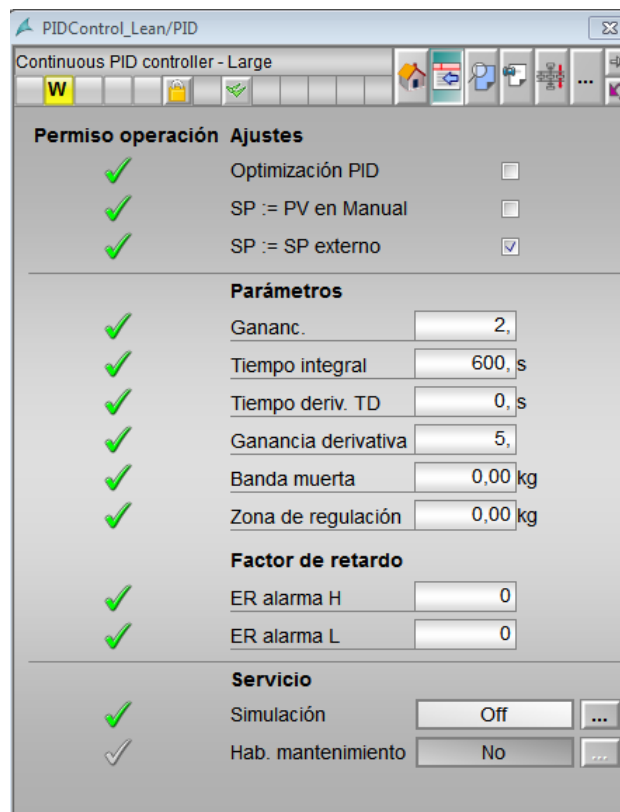 PIDControl_Lean/PID
Continuous PID controller - Large
W
...
Permiso operación Ajustes
Optimización PID
SP := PV en Manual
SP := SP externo
Parámetros
Gananc. 2,
Tiempo integral 600, s
Tiempo deriv. TD 0, s
Ganancia derivativa 5,
Banda muerta 0,00 kg
Zona de regulación 0,00 kg
Factor de retardo
ER alarma H 0
ER alarma L 0
Servicio
Simulación Off ...
Hab. mantenimiento No ...